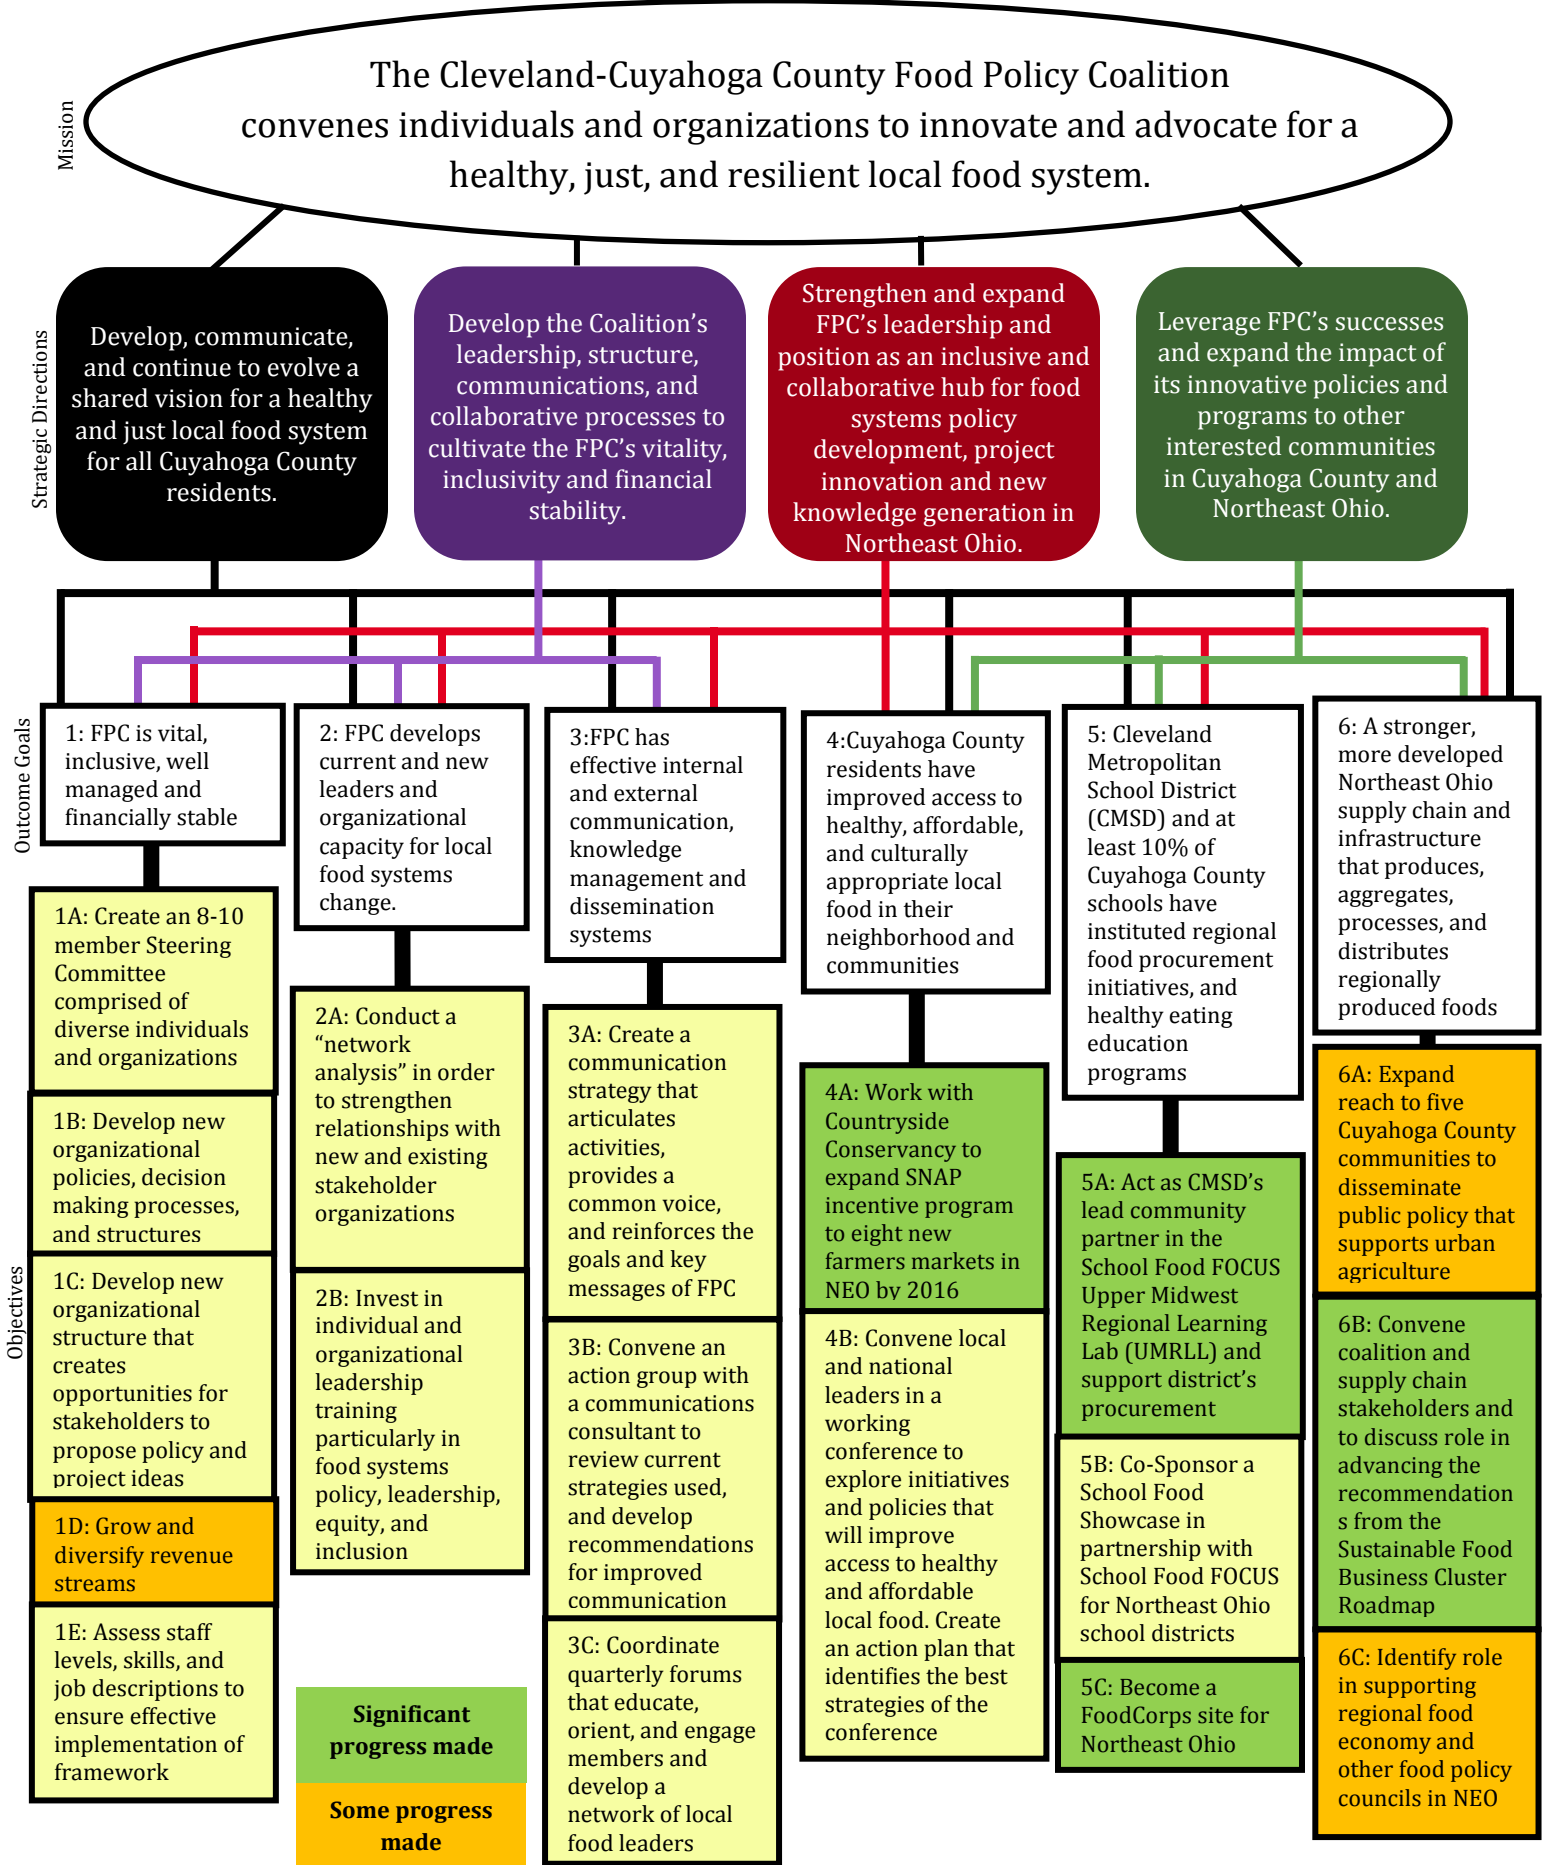 Mission
The Cleveland-Cuyahoga County Food Policy Coalition
convenes individuals and organizations to innovate and advocate for a
healthy, just, and resilient local food system.
Strategic Directions
Develop, communicate,
and continue to evolve a
shared vision for a healthy
and just local food system
for all Cuyahoga County
residents.
Develop the Coalition’s
leadership, structure,
communications, and
collaborative processes to
cultivate the FPC’s vitality,
inclusivity and financial
stability.
Strengthen and expand
FPC’s leadership and
position as an inclusive and
collaborative hub for food
systems policy
development, project
innovation and new
knowledge generation in
Northeast Ohio.
Leverage FPC’s successes
and expand the impact of
its innovative policies and
programs to other
interested communities
in Cuyahoga County and
Northeast Ohio.
Outcome Goals
1: FPC is vital,
inclusive, well
managed and
financially stable
2: FPC develops
current and new
leaders and
organizational
capacity for local
food systems
change.
3:FPC has
effective internal
and external
communication,
knowledge
management and
dissemination
systems
4:Cuyahoga County
residents have
improved access to
healthy, affordable,
and culturally
appropriate local
food in their
neighborhood and
communities
5: Cleveland
Metropolitan
School District
(CMSD) and at
least 10% of
Cuyahoga County
schools have
instituted regional
food procurement
initiatives, and
healthy eating
education
programs
6: A stronger,
more developed
Northeast Ohio
supply chain and
infrastructure
that produces,
aggregates,
processes, and
distributes
regionally
produced foods
Objectives
1A: Create an 8-10
member Steering
Committee
comprised of
diverse individuals
and organizations
1B: Develop new
organizational
policies, decision
making processes,
and structures
1C: Develop new
organizational
structure that
creates
opportunities for
stakeholders to
propose policy and
project ideas
1D: Grow and
diversify revenue
streams
1E: Assess staff
levels, skills, and
job descriptions to
ensure effective
implementation of
framework
2A: Conduct a
“network
analysis” in order
to strengthen
relationships with
new and existing
stakeholder
organizations
2B: Invest in
individual and
organizational
leadership
training
particularly in
food systems
policy, leadership,
equity, and
inclusion
3A: Create a
communication
strategy that
articulates
activities,
provides a
common voice,
and reinforces the
goals and key
messages of FPC
3B: Convene an
action group with
a communications
consultant to
review current
strategies used,
and develop
recommendations
for improved
communication
3C: Coordinate
quarterly forums
that educate,
orient, and engage
members and
develop a
network of local
food leaders
4A: Work with
Countryside
Conservancy to
expand SNAP
incentive program
to eight new
farmers markets in
NEO by 2016
4B: Convene local
and national
leaders in a
working
conference to
explore initiatives
and policies that
will improve
access to healthy
and affordable
local food. Create
an action plan that
identifies the best
strategies of the
conference
5A: Act as CMSD’s
lead community
partner in the
School Food FOCUS
Upper Midwest
Regional Learning
Lab (UMRLL) and
support district’s
procurement
5B: Co-Sponsor a
School Food
Showcase in
partnership with
School Food FOCUS
for Northeast Ohio
school districts
5C: Become a
FoodCorps site for
Northeast Ohio
6A: Expand
reach to five
Cuyahoga County
communities to
disseminate
public policy that
supports urban
agriculture
6B: Convene
coalition and
supply chain
stakeholders and
to discuss role in
advancing the
recommendation
s from the
Sustainable Food
Business Cluster
Roadmap
6C: Identify role
in supporting
regional food
economy and
other food policy
councils in NEO
Significant
progress made
Some progress
made